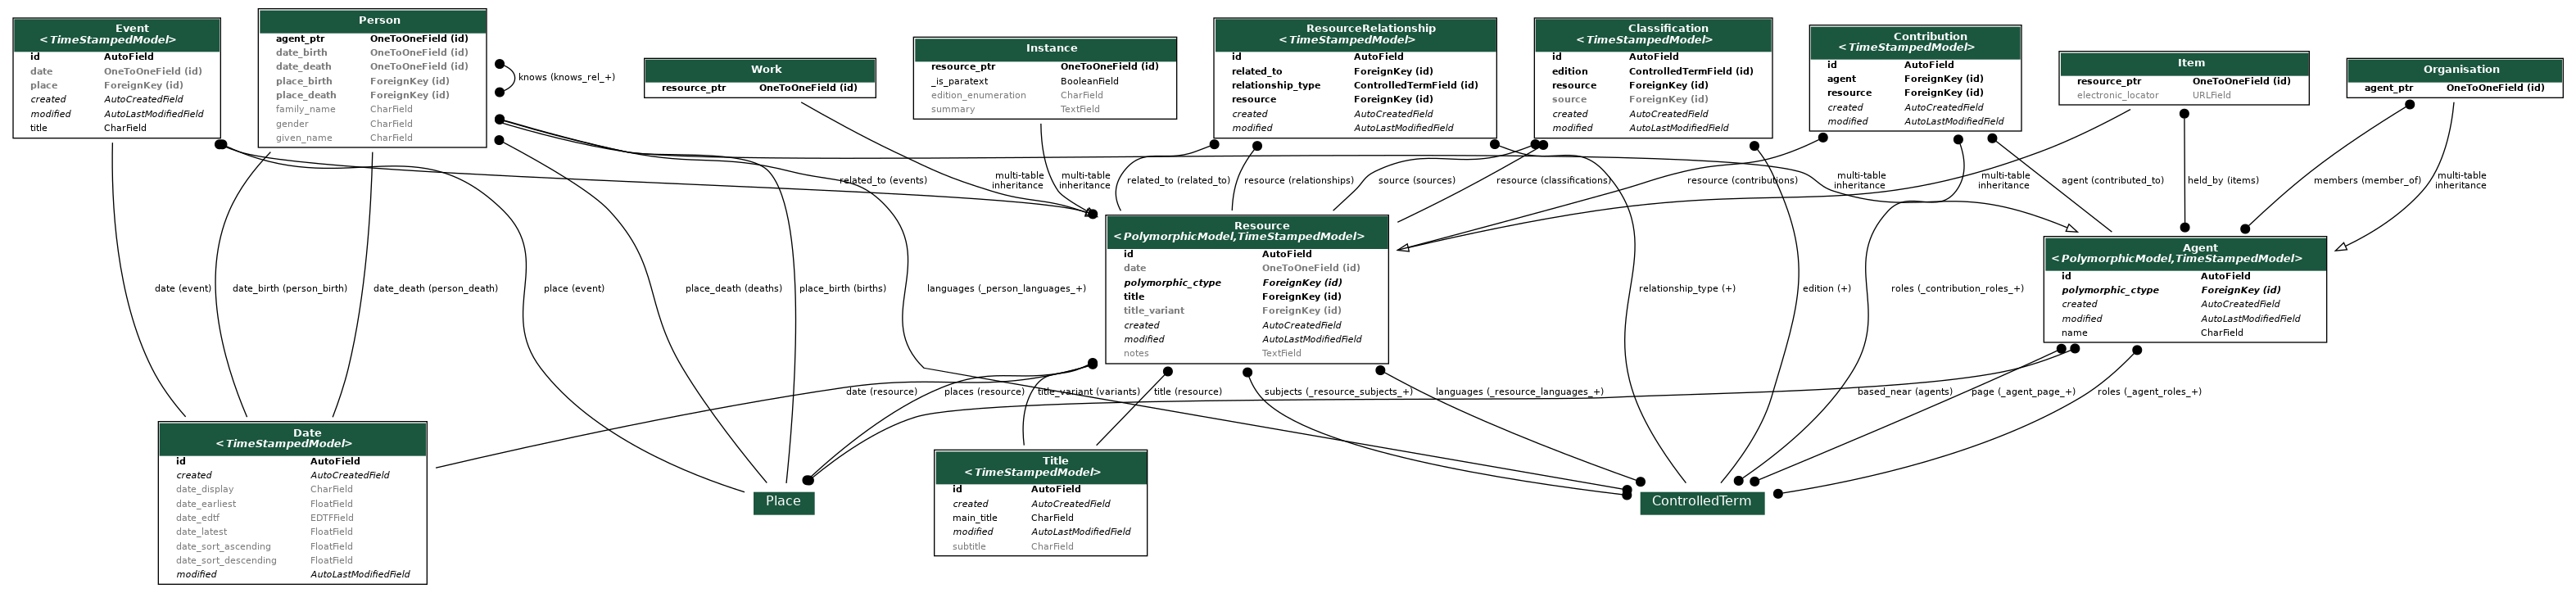 Event
<TimeStampedModel>
id AutoField
date OneToOneField (id)
place ForeignKey (id)
created AutoCreatedField
modified AutoLastModifiedField
title CharField
Person
agent_ptr OneToOneField (id)
date_birth OneToOneField (id)
date_death OneToOneField (id)
place_birth ForeignKey (id)
place_death ForeignKey (id)
family_name CharField
gender CharField
given_name CharField
knows (knows_rel_+)
Work
resource_ptr OneToOneField (id)
Instance
resource_ptr OneToOneField (id)
_is_paratext BooleanField
edition_enumeration CharField
summary TextField
ResourceRelationship
<TimeStampedModel>
id AutoField
related_to ForeignKey (id)
relationship_type ControlledTermField (id)
resource ForeignKey (id)
created AutoCreatedField
modified AutoLastModifiedField
Classification
<TimeStampedModel>
id AutoField
edition ControlledTermField (id)
resource ForeignKey (id)
source ForeignKey (id)
created AutoCreatedField
modified AutoLastModifiedField
Contribution
<TimeStampedModel>
id AutoField
agent ForeignKey (id)
resource ForeignKey (id)
created AutoCreatedField
modified AutoLastModifiedField
Item
resource_ptr OneToOneField (id)
electronic_locator URLField
Organisation
agent_ptr OneToOneField (id)
related_to (events)
multi-table
inheritance
multi-table
inheritance
related_to (related_to)
resource (relationships)
source (sources)
resource (classifications)
resource (contributions)
multi-table
inheritance
multi-table
inheritance
agent (contributed_to)
held_by (items)
members (member_of)
multi-table
inheritance
Resource
<PolymorphicModel,TimeStampedModel>
id AutoField
date OneToOneField (id)
polymorphic_ctype ForeignKey (id)
title ForeignKey (id)
title_variant ForeignKey (id)
created AutoCreatedField
modified AutoLastModifiedField
notes TextField
Agent
<PolymorphicModel,TimeStampedModel>
id AutoField
polymorphic_ctype ForeignKey (id)
created AutoCreatedField
modified AutoLastModifiedField
name CharField
date (event)
date_birth (person_birth)
date_death (person_death)
place (event)
place_death (deaths)
place_birth (births)
languages (_person_languages_+)
relationship_type (+)
edition (+)
roles (_contribution_roles_+)
date (resource)
places (resource)
title_variant (variants)
title (resource)
subjects (_resource_subjects_+)
languages (_resource_languages_+)
based_near (agents)
page (_agent_page_+)
roles (_agent_roles_+)
Date
<TimeStampedModel>
id AutoField
created AutoCreatedField
date_display CharField
date_earliest FloatField
date_edtf EDTFField
date_latest FloatField
date_sort_ascending FloatField
date_sort_descending FloatField
modified AutoLastModifiedField
Place
Title
<TimeStampedModel>
id AutoField
created AutoCreatedField
main_title CharField
modified AutoLastModifiedField
subtitle CharField
ControlledTerm